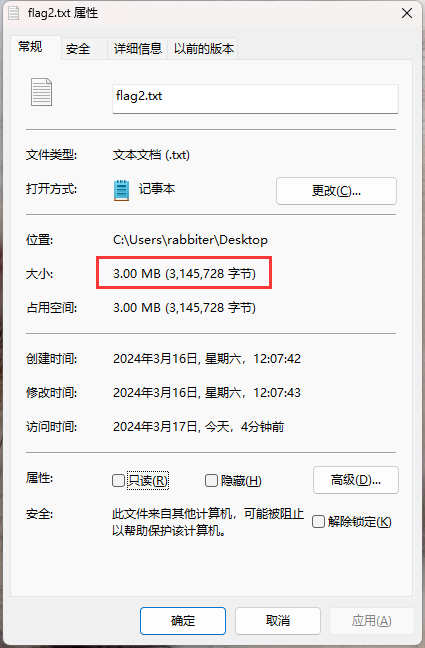 flag2.txt 属性
常规 安全 详细信息 以前的版本
flag2.txt
文件类型: 文本文档 (.txt)
打开方式: 记事本 更改(C)...
位置: C:\Users\rabbiter\Desktop
大小: 3.00 MB (3,145,728 字节)
占用空间: 3.00 MB (3,145,728 字节)
创建时间: 2024年3月16日, 星期六, 12:07:42
修改时间: 2024年3月16日, 星期六, 12:07:43
访问时间: 2024年3月17日, 今天, 4分钟前
属性: 只读(R) 隐藏(H) 高级(D)...
安全: 此文件来自其他计算机，可能被阻止
以帮助保护该计算机。 解除锁定(K)
确定 取消 应用(A)